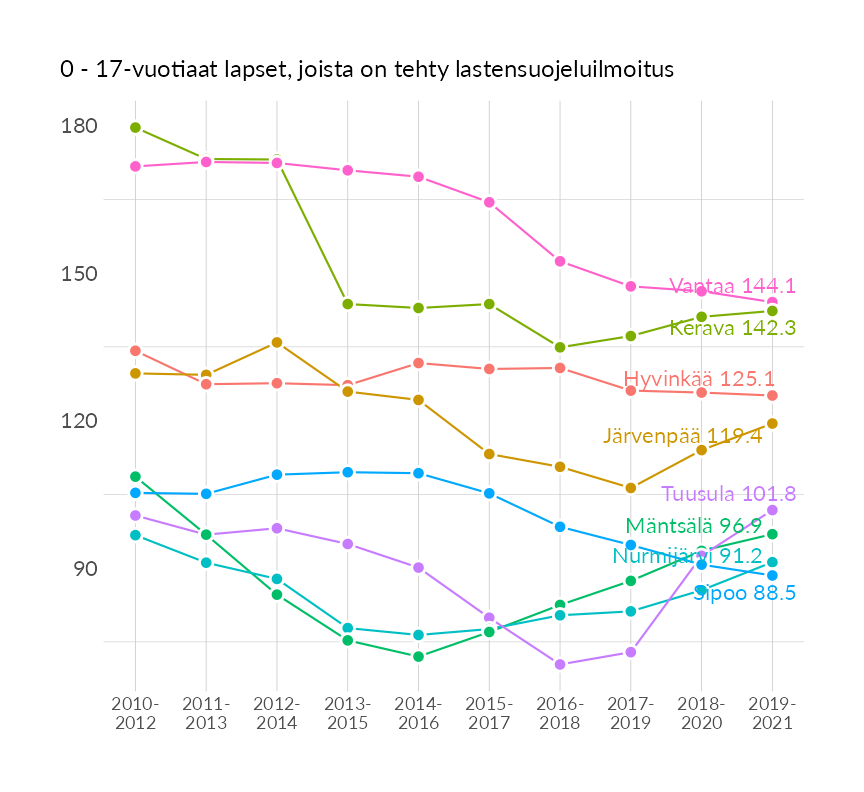 0 - 17-vuotiaat lapset, joista on tehty lastensuojeluilmoitus
180
150
120
90
Vantaa 144.1
Kerava 142.3
Hyvinkää 125.1
Järvenpää 119.4
Tuusula 101.8
Mäntsälä 96.9
Nurmijärvi 91.2
Sipoo 88.5
2010-
2012
2011-
2013
2012-
2014
2013-
2015
2014-
2016
2015-
2017
2016-
2018
2017-
2019
2018-
2020
2019-
2021